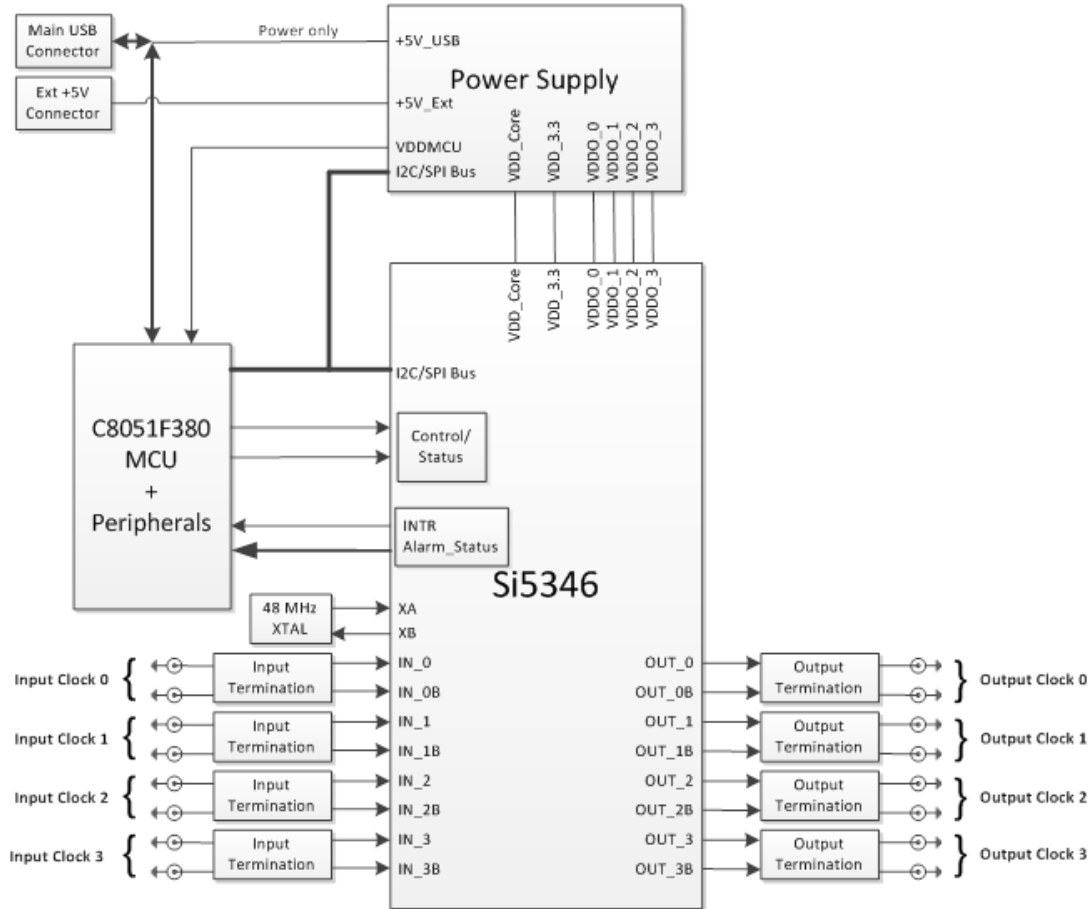 Main USB
Connector
Power only
+5V_USB
Power Supply
Ext +5V
Connector
+5V_Ext
VDDMCU
I2C/SPI Bus
VDD_Core
VDD_3.3
VDDO_0
VDDO_1
VDDO_2
VDDO_3
VDD_Core
VDD_3.3
VDDO_0
VDDO_1
VDDO_2
VDDO_3
I2C/SPI Bus
C8051F380
MCU
+
Peripherals
Control/
Status
INTR
Alarm_Status
Si5346
48 MHz
XTAL
XA
XB
Input Clock 0
Input
Termination
IN_0
IN_0B
OUT_0
OUT_0B
Output
Termination
Output Clock 0
Input Clock 1
Input
Termination
IN_1
IN_1B
OUT_1
OUT_1B
Output
Termination
Output Clock 1
Input Clock 2
Input
Termination
IN_2
IN_2B
OUT_2
OUT_2B
Output
Termination
Output Clock 2
Input Clock 3
Input
Termination
IN_3
IN_3B
OUT_3
OUT_3B
Output
Termination
Output Clock 3